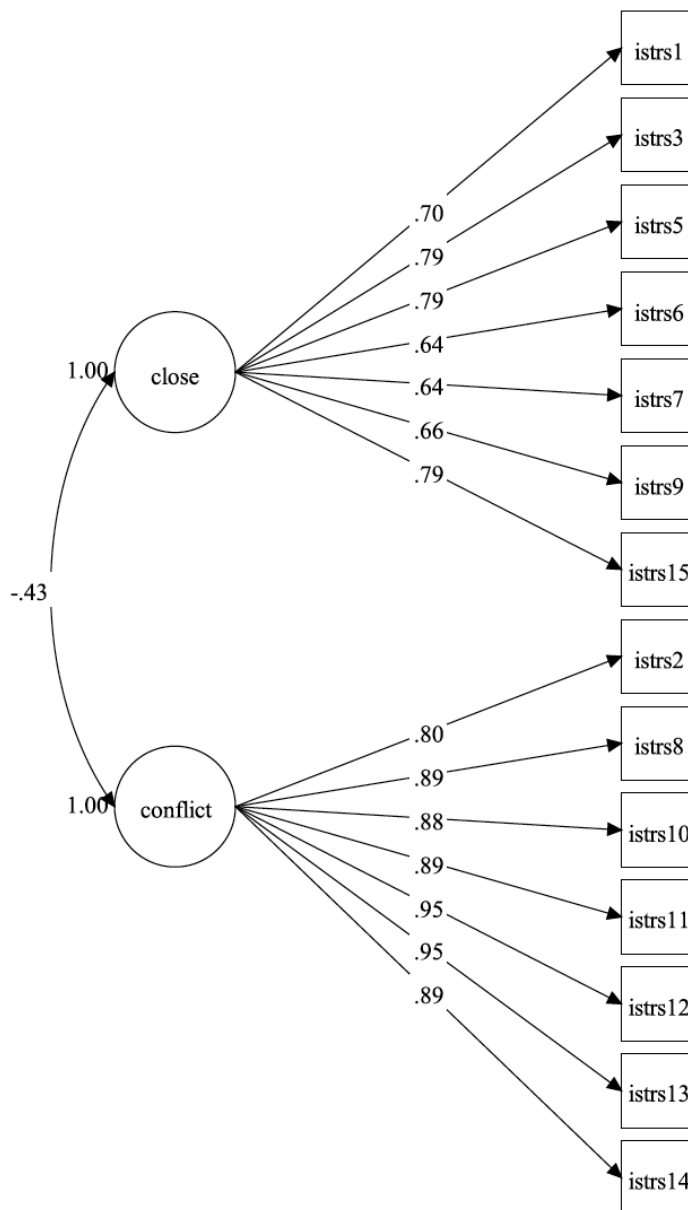 istrs1
istrs3
.70
istrs5
.79
.79
istrs6
.64
1.00
close
.64
istrs7
.66
.79
istrs9
istrs15
-.43
istrs2
.80
istrs8
.89
1.00
conflict
.88
istrs10
.89
.95
istrs11
.95
.89
istrs12
istrs13
istrs14